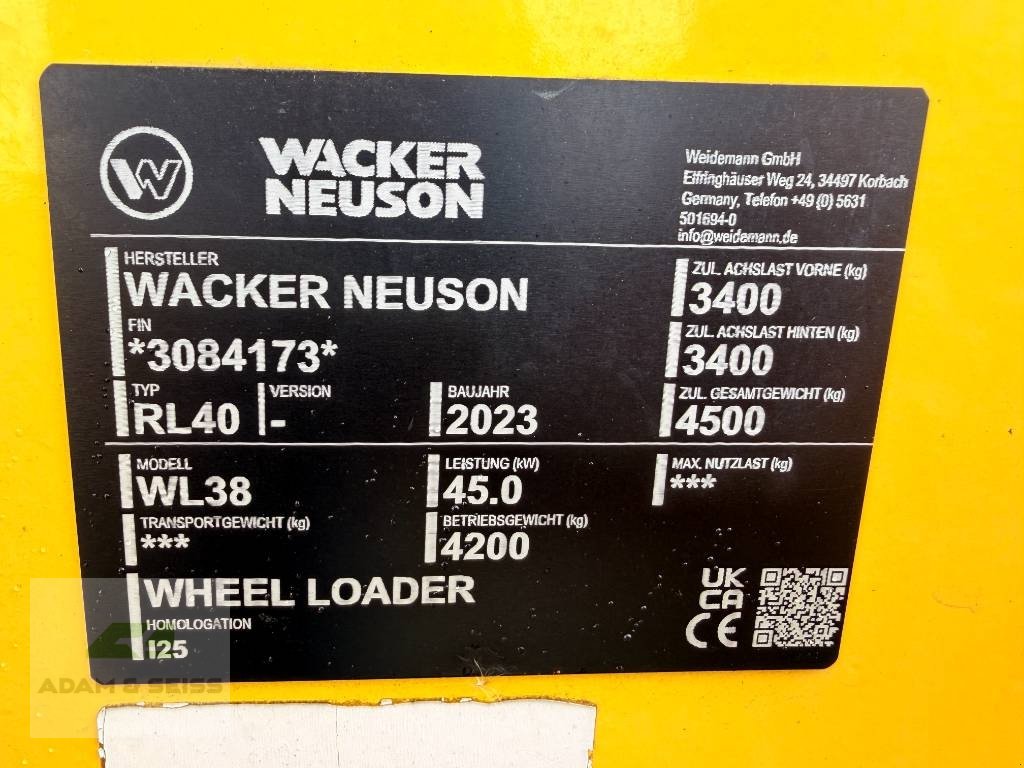 WACKER
NEUSON
Weidemann GmbH
Elfringhäuser Weg 24, 34497 Korbach
Germany, Telefon +49 (0) 5631
501694-0
info@weidemann.de
HERSTELLER
WACKER NEUSON
FIN
*3084173*
TYP VERSION BAUJAHR
RL40 - 2023
ZUL. ACHSLAST VORNE (kg)
3400
ZUL. ACHSLAST HINTEN (kg)
3400
ZUL. GESAMTGEWICHT (kg)
4500
MODELL LEISTUNG (kW) MAX. NUTZLAST (kg)
WL38 45.0 ***
TRANSPORTGEWICHT (kg) BETRIEBSGEWICHT (kg)
*** 4200
WHEEL LOADER
HOMOLOGATION
I25
UK
CA
CE
ADAM & SEISS